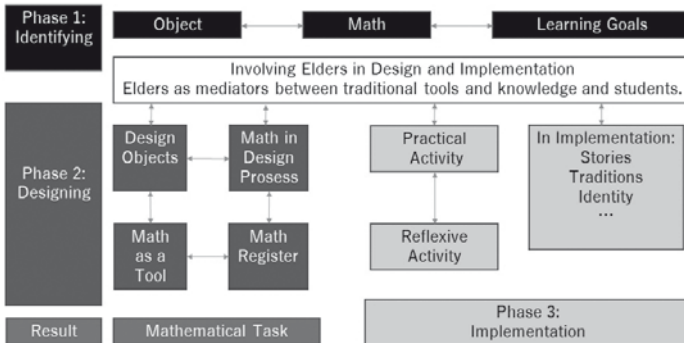 Phase 1:
Identifying
Object
Math
Learning Goals
Involving Elders in Design and Implementation
Elders as mediators between traditional tools and knowledge and students.
Phase 2:
Designing
Design
Objects
Math in
Design
Prosess
Practical
Activity
In Implementation:
Stories
Traditions
Identity
...
Math
as a
Tool
Math
Register
Reflexive
Activity
Phase 3:
Implementation
Result
Mathematical Task